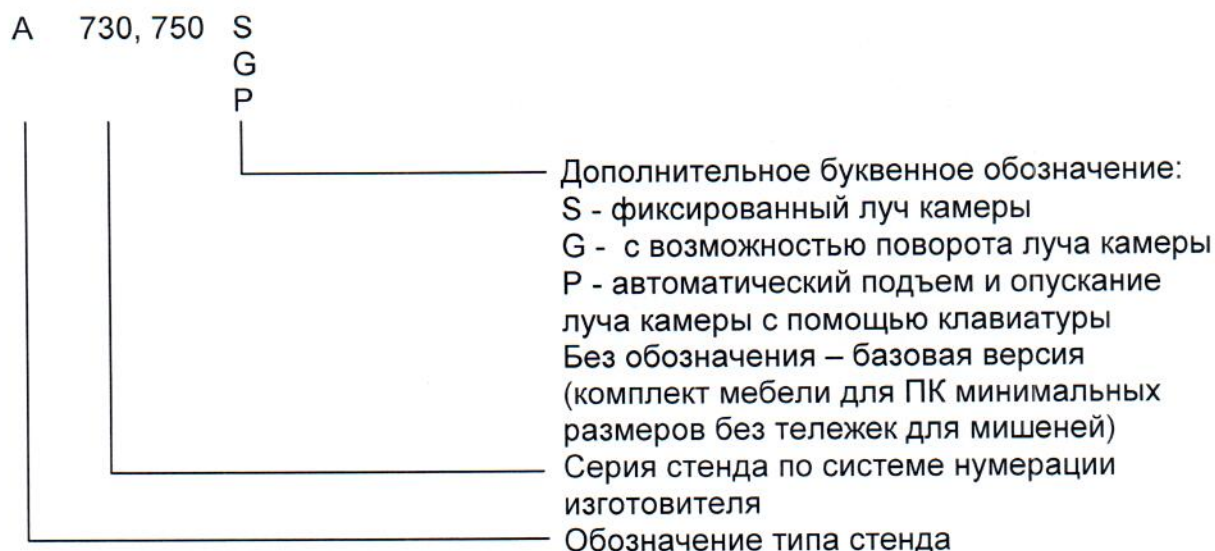 А 730, 750 S
G
P
Дополнительное буквенное обозначение:
S - фиксированный луч камеры
G - с возможностью поворота луча камеры
P - автоматический подъем и опускание
луча камеры с помощью клавиатуры
Без обозначения – базовая версия
(комплект мебели для ПК минимальных
размеров без тележек для мишеней)
Серия стенда по системе нумерации
изготовителя
Обозначение типа стенда